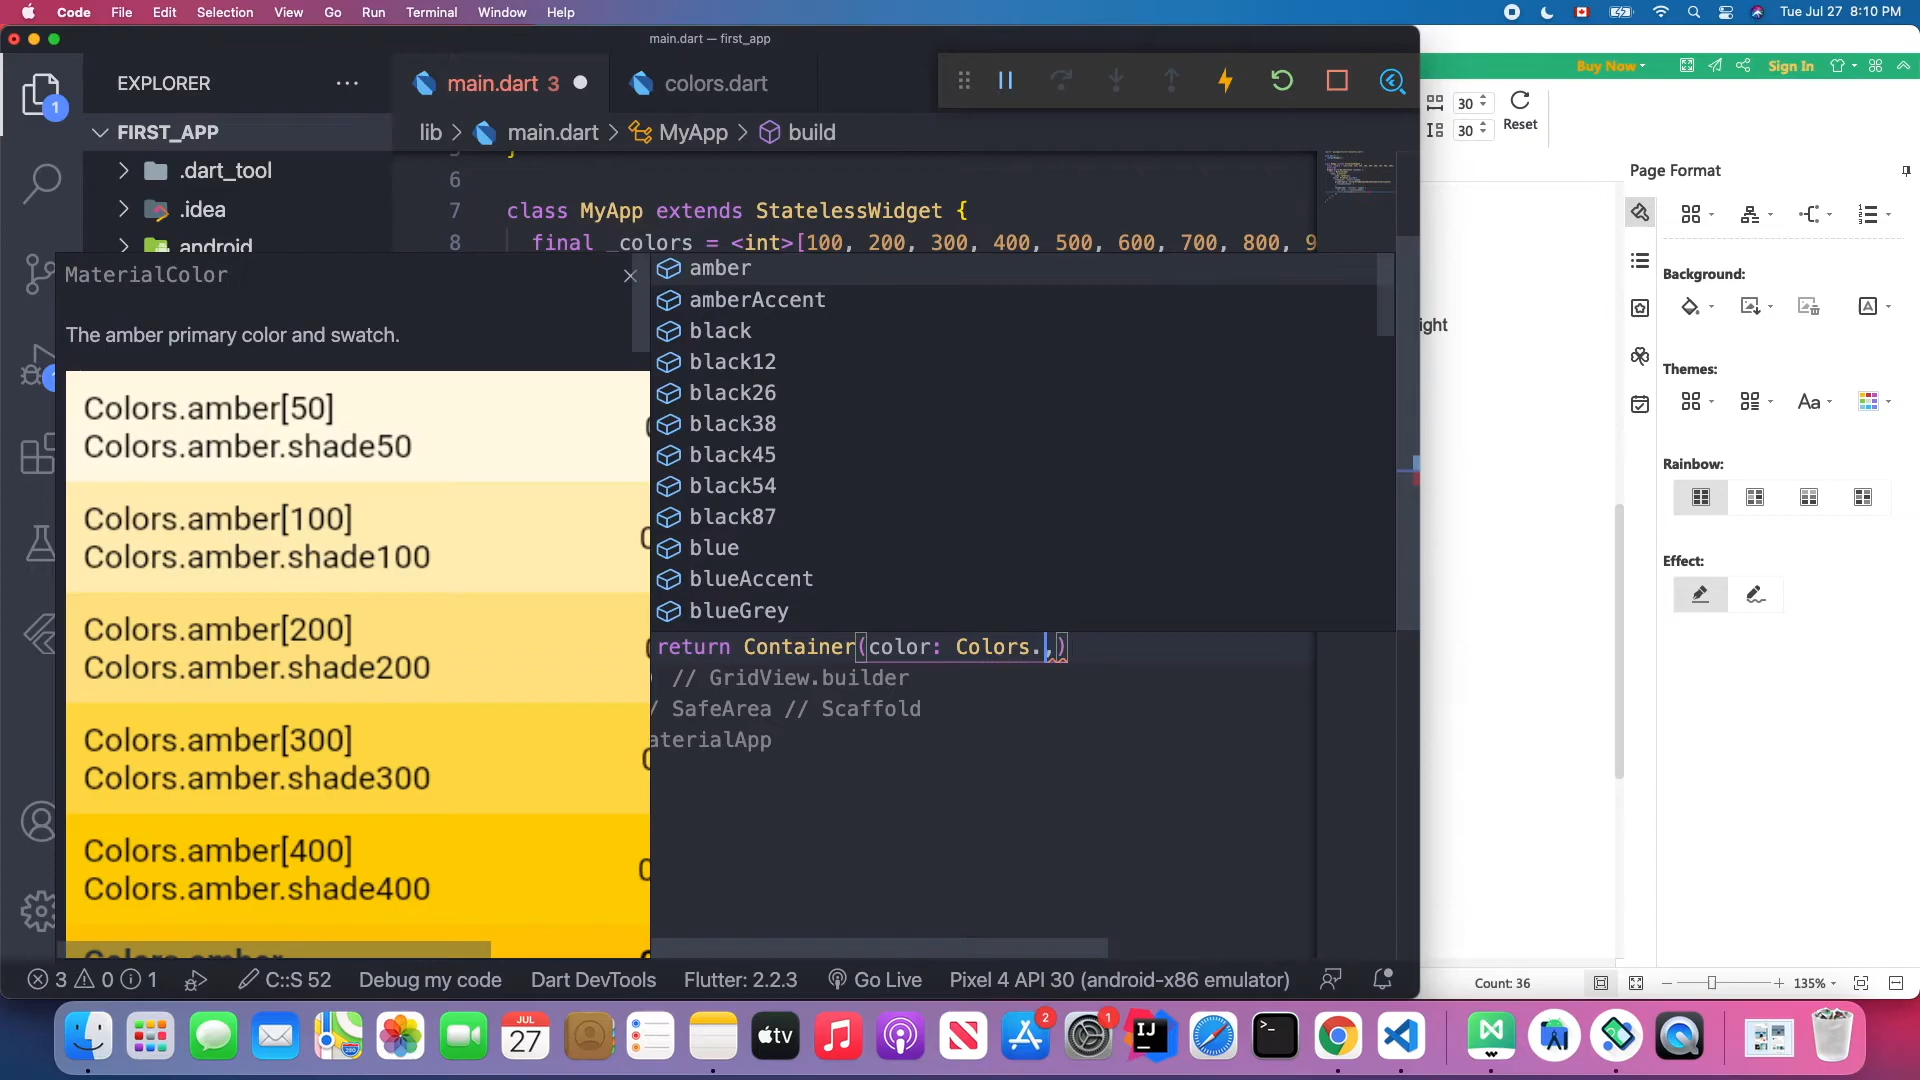 Code File Edit Selection View Go Run Terminal Window Help Tue Jul 27 8:10 PM
main.dart — first_app
Buy Now Sign In
EXPLORER main.dart 3 colors.dart
1
30
30
Reset
FIRST_APP
lib main.dart MyApp build
.dart_tool
.idea
android
6
7 class MyApp extends StatelessWidget {
8 final _colors = <int>[100, 200, 300, 400, 500, 600, 700, 800, 9
MaterialColor
The amber primary color and swatch.
Colors.amber[50]
Colors.amber.shade50
Colors.amber[100]
Colors.amber.shade100
Colors.amber[200]
Colors.amber.shade200
Colors.amber[300]
Colors.amber.shade300
Colors.amber[400]
Colors.amber.shade400
amber
amberAccent
black
black12
black26
black38
black45
black54
black87
blue
blueAccent
blueGrey
return Container(color: Colors.,)
// GridView.builder
/ SafeArea // Scaffold
aterialApp
ight
Page Format
Background:
Themes:
Aa
Rainbow:
Effect:
3 0 1 C::S 52 Debug my code Dart DevTools Flutter: 2.2.3 Go Live Pixel 4 API 30 (android-x86 emulator)
Count: 36 135%
JUL
27
tv
2
1
IJ